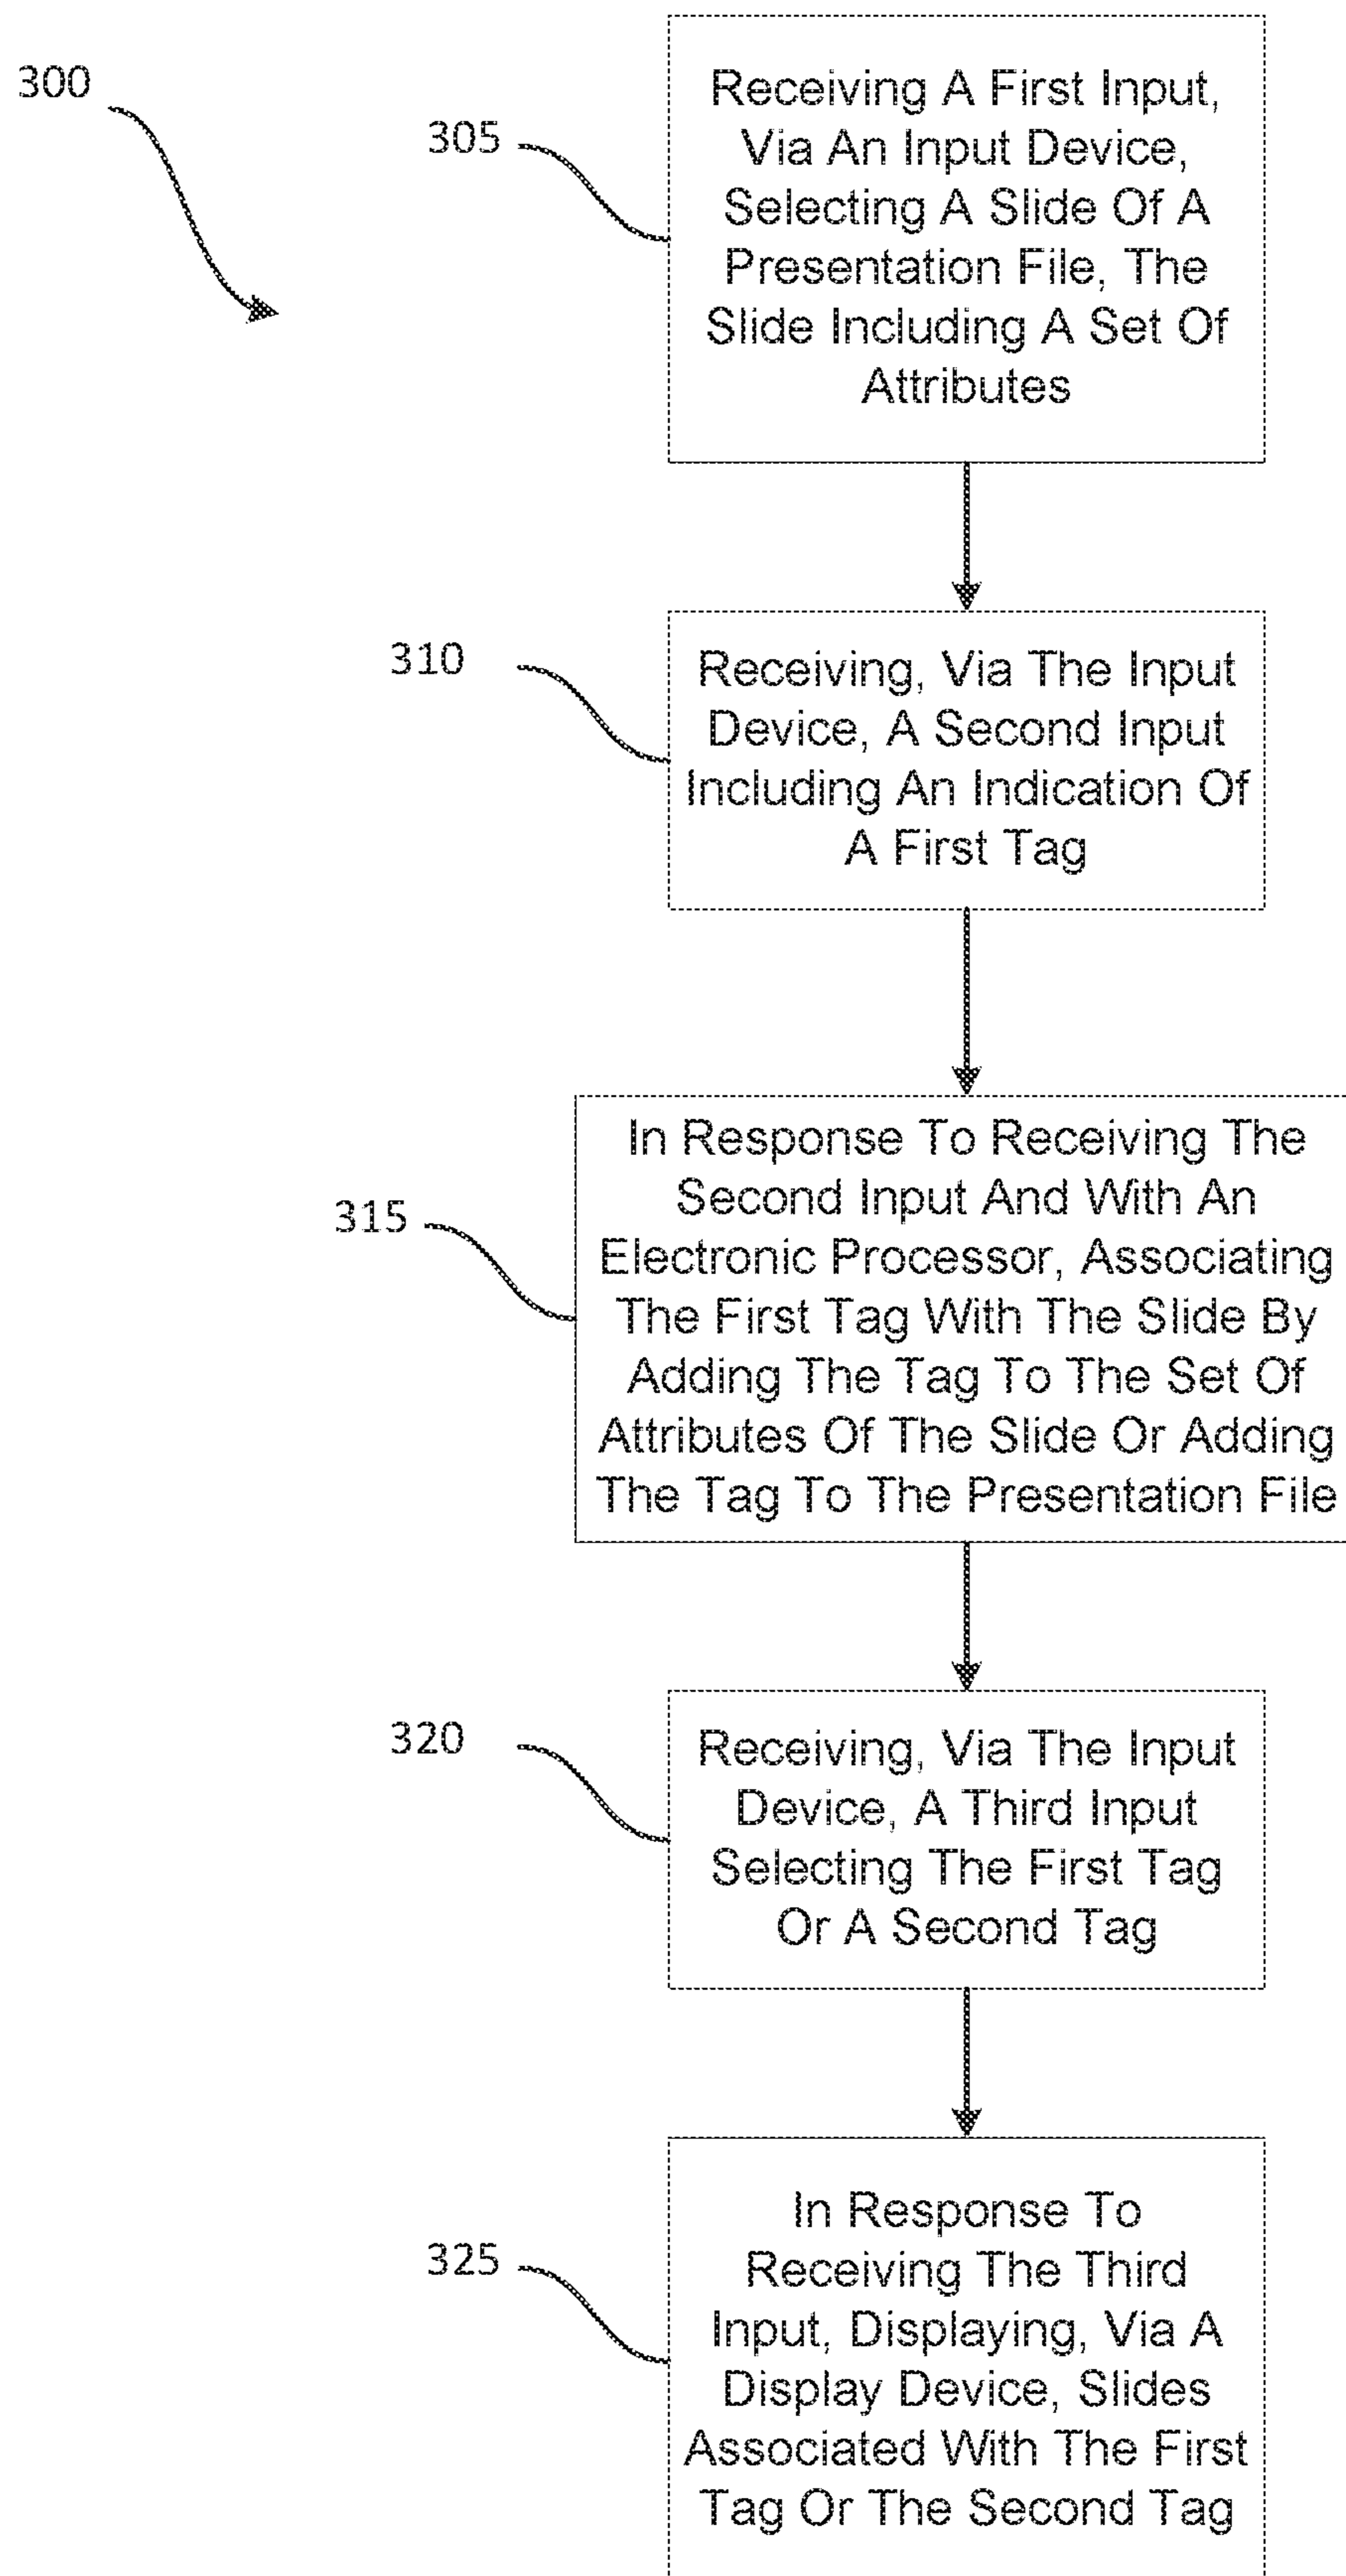 300
305
Receiving A First Input,
Via An Input Device,
Selecting A Slide Of A
Presentation File, The
Slide Including A Set Of
Attributes
310
Receiving, Via The Input
Device, A Second Input
Including An Indication Of
A First Tag
315
In Response To Receiving The
Second Input And With An
Electronic Processor, Associating
The First Tag With The Slide By
Adding The Tag To The Set Of
Attributes Of The Slide Or Adding
The Tag To The Presentation File
320
Receiving, Via The Input
Device, A Third Input
Selecting The First Tag
Or A Second Tag
325
In Response To
Receiving The Third
Input, Displaying, Via A
Display Device, Slides
Associated With The First
Tag Or The Second Tag